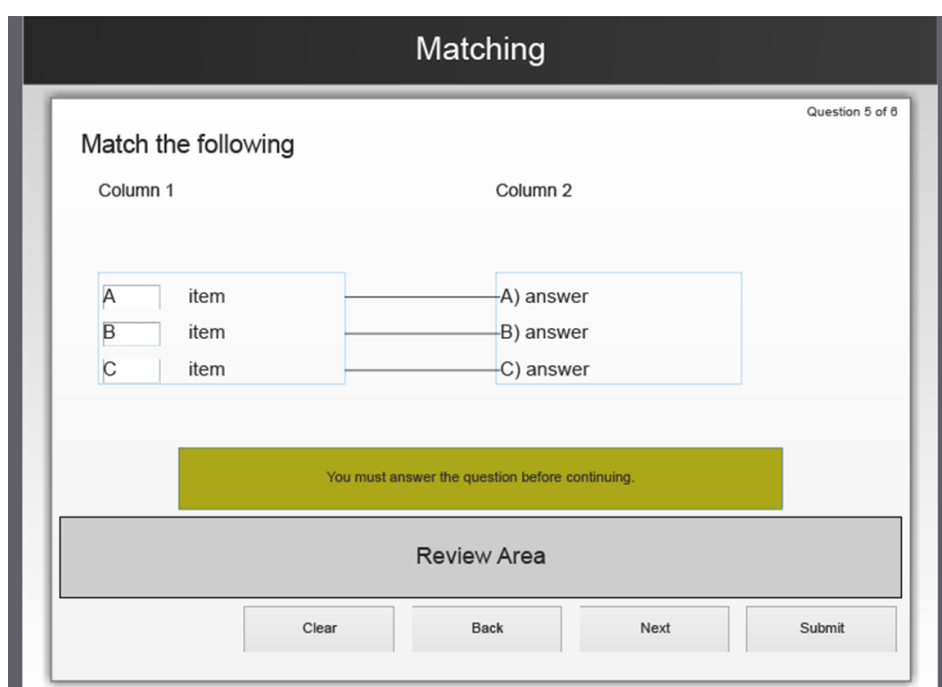 Matching
Question 5 of 6
Match the following
Column 1 Column 2
A item A) answer
B item B) answer
C item C) answer
You must answer the question before continuing.
Review Area
Clear Back Next Submit